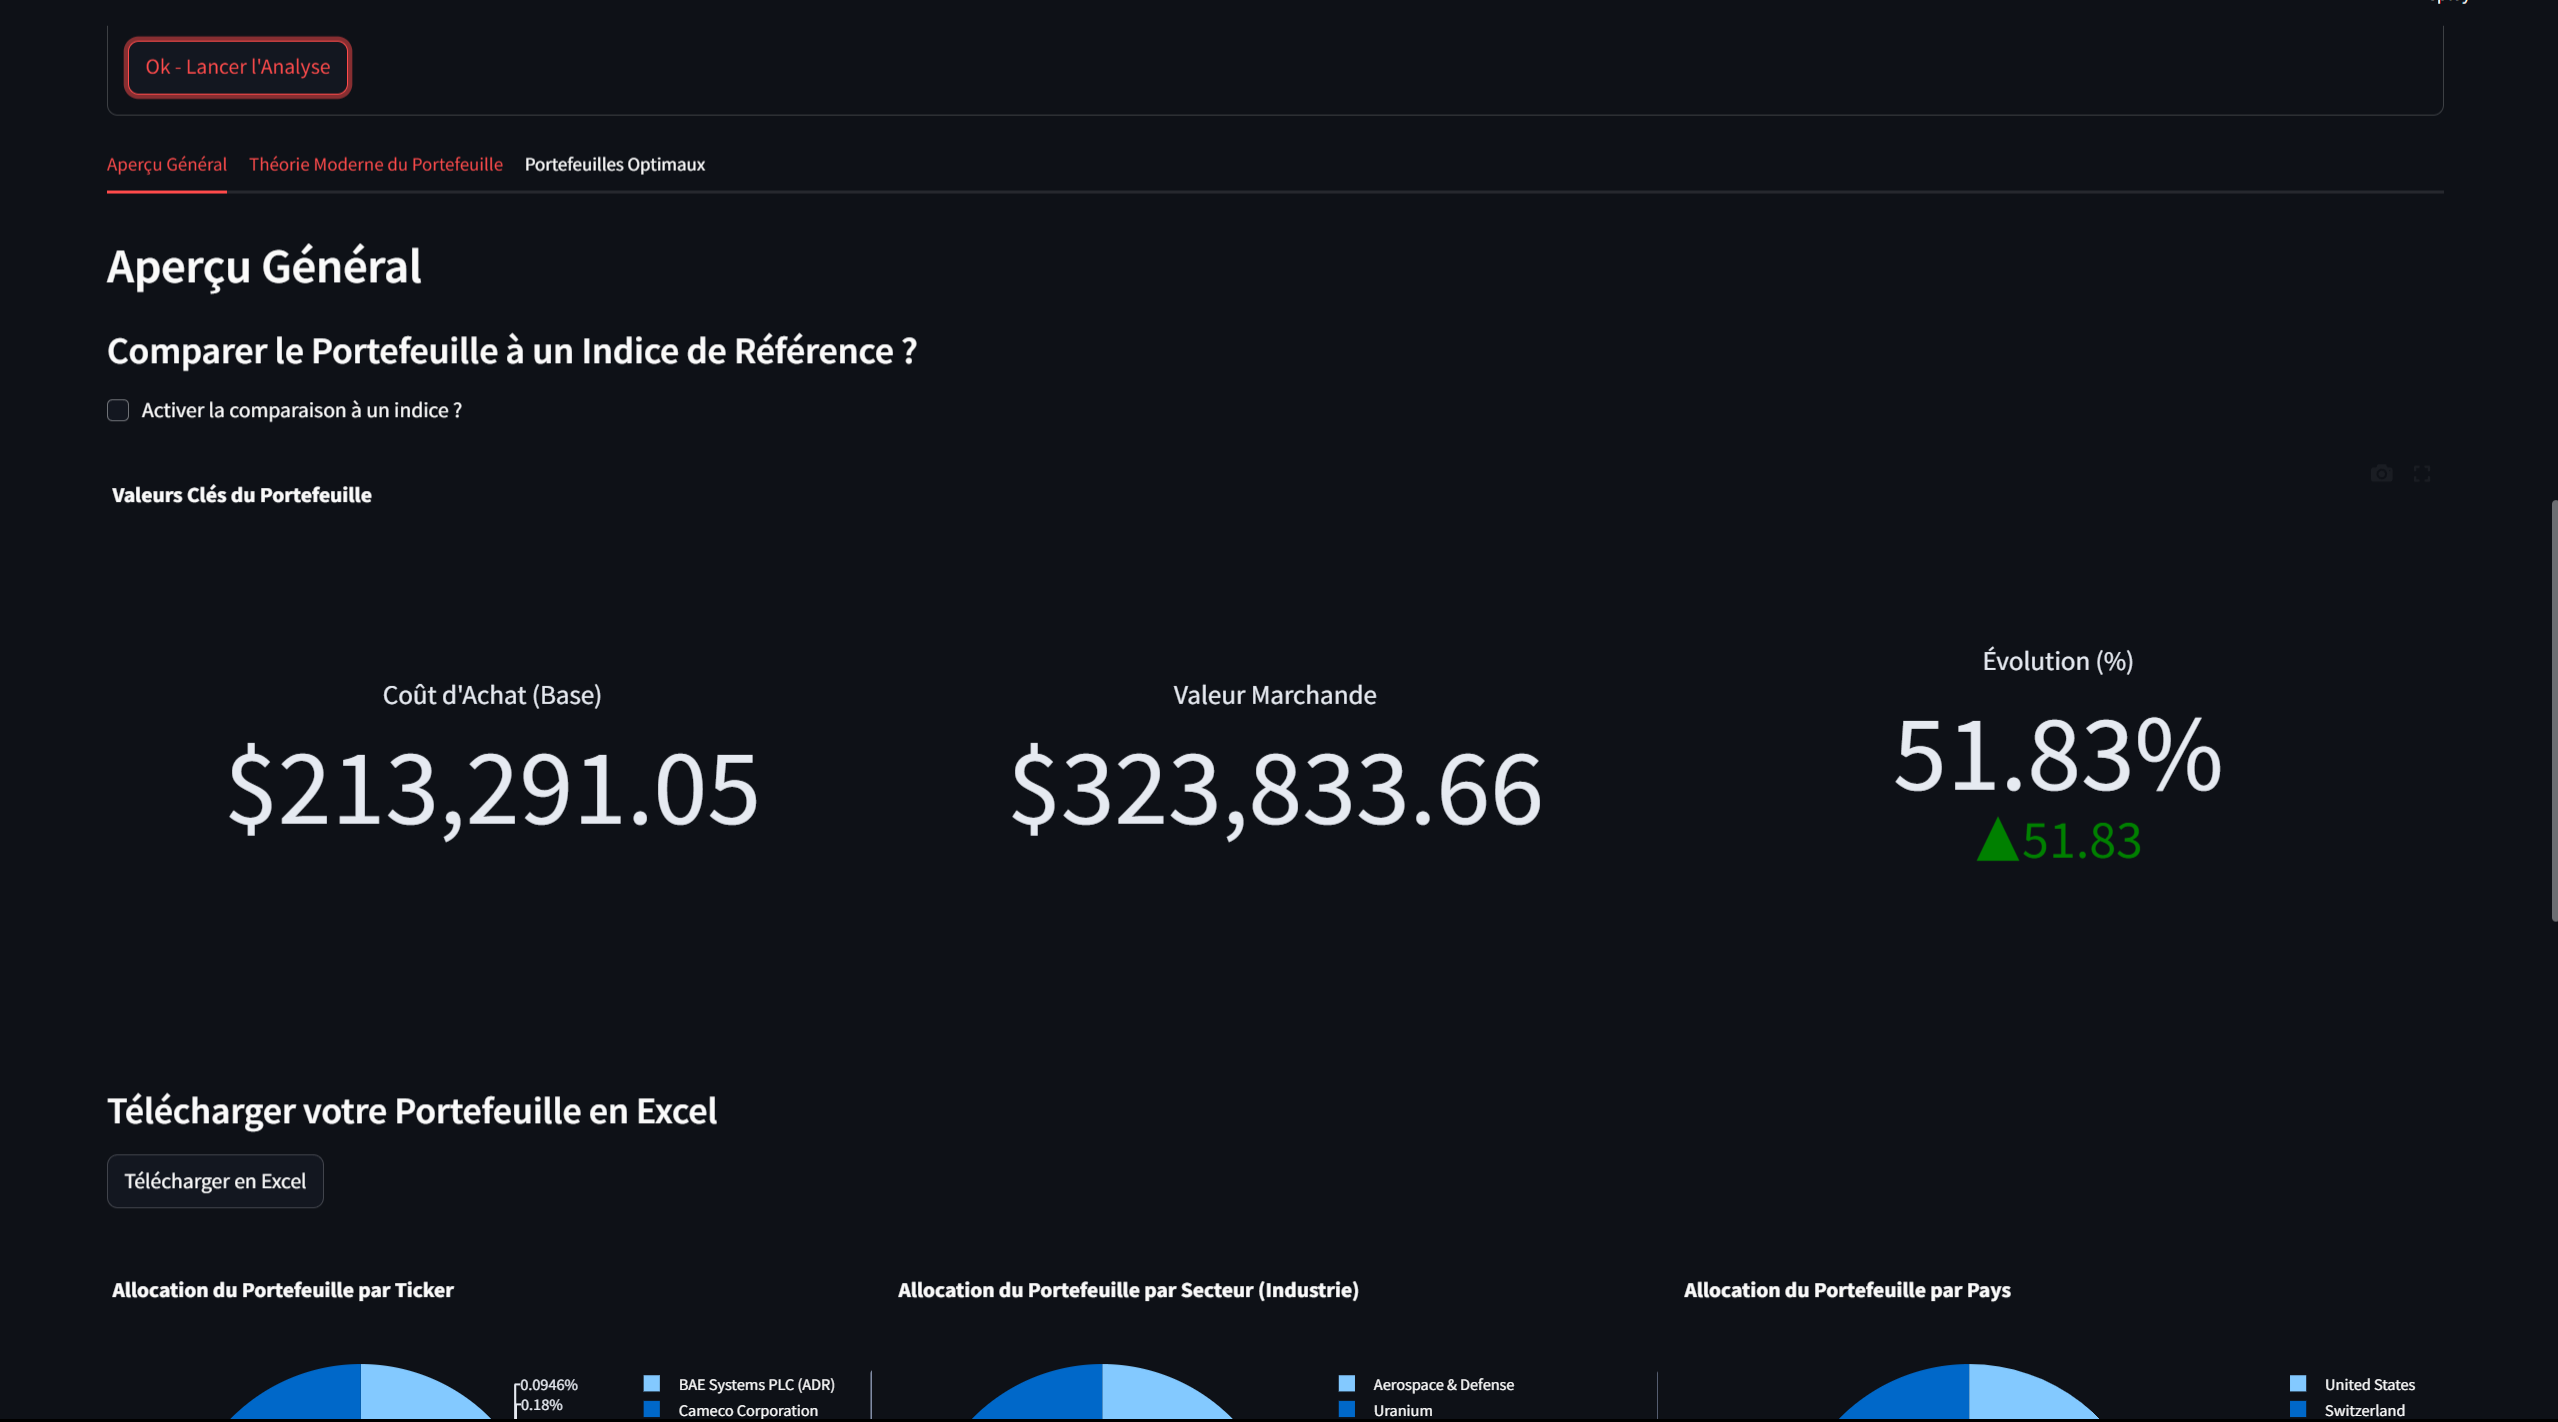 Ok - Lancer l'Analyse
Aperçu Général
Théorie Moderne du Portefeuille
Portefeuilles Optimaux
Aperçu Général
Comparer le Portefeuille à un Indice de Référence ?
Activer la comparaison à un indice ?
Valeurs Clés du Portefeuille
Coût d'Achat (Base)
$213,291.05
Valeur Marchande
$323,833.66
Évolution (%)
51.83%
▲51.83
Télécharger votre Portefeuille en Excel
Télécharger en Excel
Allocation du Portefeuille par Ticker
0.0946%
0.18%
BAE Systems PLC (ADR)
Cameco Corporation
Allocation du Portefeuille par Secteur (Industrie)
Aerospace & Defense
Uranium
Allocation du Portefeuille par Pays
United States
Switzerland